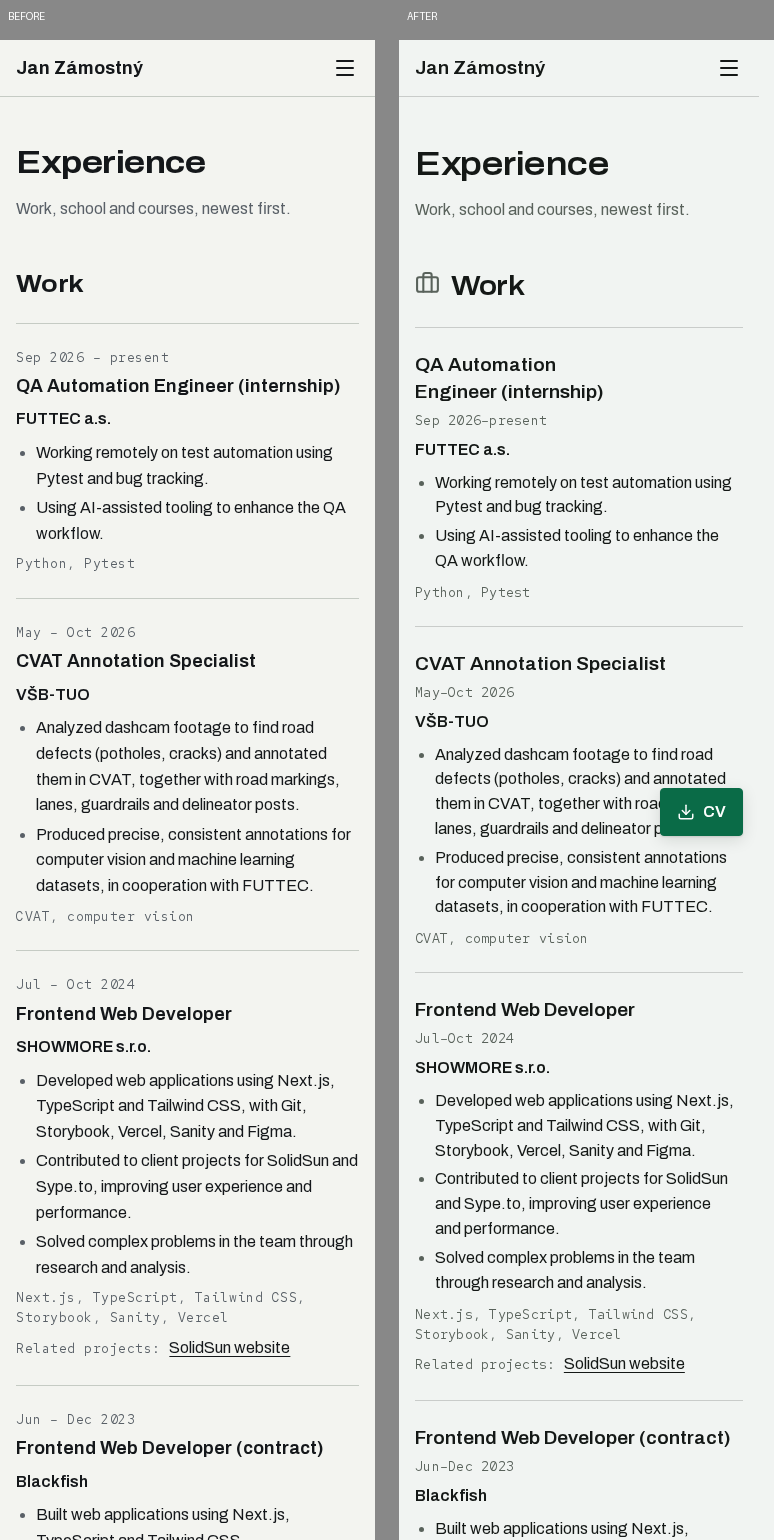 BEFORE
Jan Zámostný
Experience
Work, school and courses, newest first.
Work
Sep 2026 – present
QA Automation Engineer (internship)
FUTTEC a.s.
Working remotely on test automation using
Pytest and bug tracking.
Using AI-assisted tooling to enhance the QA
workflow.
Python, Pytest
May – Oct 2026
CVAT Annotation Specialist
VŠB-TUO
Analyzed dashcam footage to find road
defects (potholes, cracks) and annotated
them in CVAT, together with road markings,
lanes, guardrails and delineator posts.
Produced precise, consistent annotations for
computer vision and machine learning
datasets, in cooperation with FUTTEC.
CVAT, computer vision
Jul – Oct 2024
Frontend Web Developer
SHOWMORE s.r.o.
Developed web applications using Next.js,
TypeScript and Tailwind CSS, with Git,
Storybook, Vercel, Sanity and Figma.
Contributed to client projects for SolidSun and
Sype.to, improving user experience and
performance.
Solved complex problems in the team through
research and analysis.
Next.js, TypeScript, Tailwind CSS,
Storybook, Sanity, Vercel
Related projects: SolidSun website
Jun – Dec 2023
Frontend Web Developer (contract)
Blackfish
Built web applications using Next.js,
TypeScript and Tailwind CSS
AFTER
Jan Zámostný
Experience
Work, school and courses, newest first.
Work
QA Automation
Engineer (internship)
Sep 2026–present
FUTTEC a.s.
Working remotely on test automation using
Pytest and bug tracking.
Using AI-assisted tooling to enhance the
QA workflow.
Python, Pytest
CVAT Annotation Specialist
May–Oct 2026
VŠB-TUO
Analyzed dashcam footage to find road
defects (potholes, cracks) and annotated
them in CVAT, together with
CV
lanes, guardrails and delineator
Produced precise, consistent annotations
for computer vision and machine learning
datasets, in cooperation with FUTTEC.
CVAT, computer vision
Frontend Web Developer
Jul–Oct 2024
SHOWMORE s.r.o.
Developed web applications using Next.js,
TypeScript and Tailwind CSS, with Git,
Storybook, Vercel, Sanity and Figma.
Contributed to client projects for SolidSun
and Sype.to, improving user experience
and performance.
Solved complex problems in the team
through research and analysis.
Next.js, TypeScript, Tailwind CSS,
Storybook, Sanity, Vercel
Related projects: SolidSun website
Frontend Web Developer (contract)
Jun–Dec 2023
Blackfish
Built web applications using Next.js,